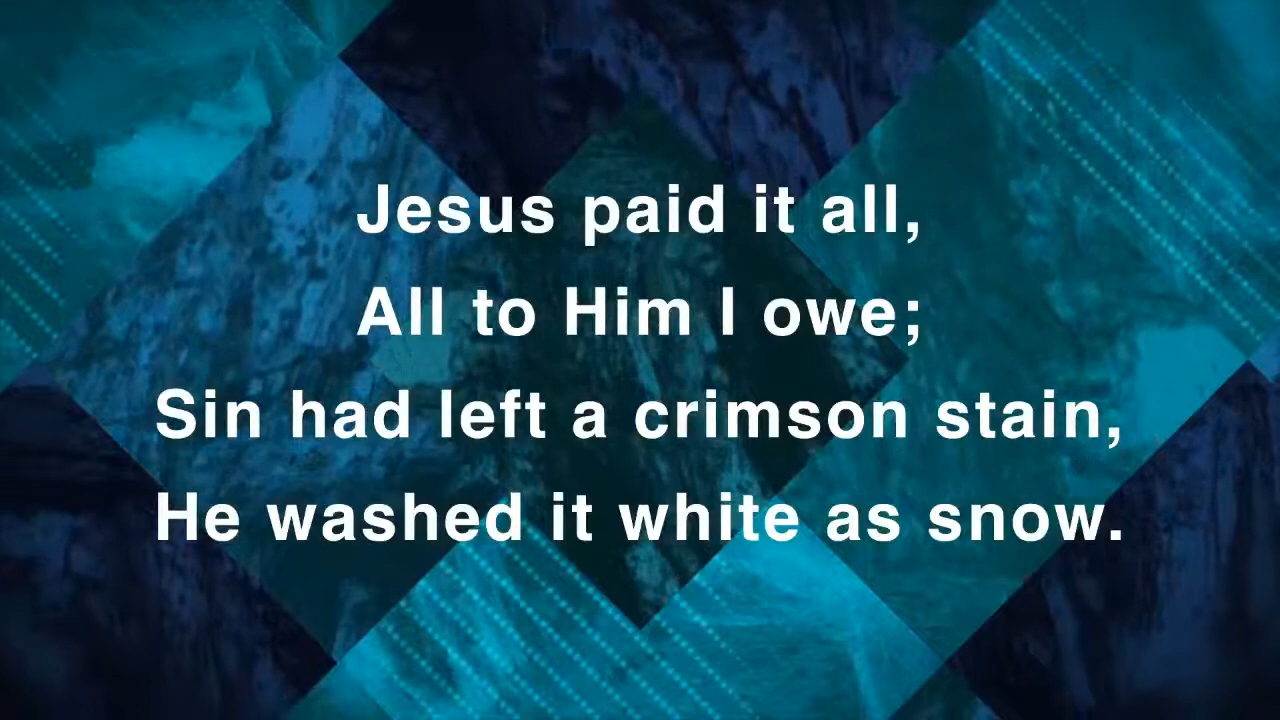 Jesus paid it all,
All to Him I owe;
Sin had left a crimson stain,
He washed it white as snow.